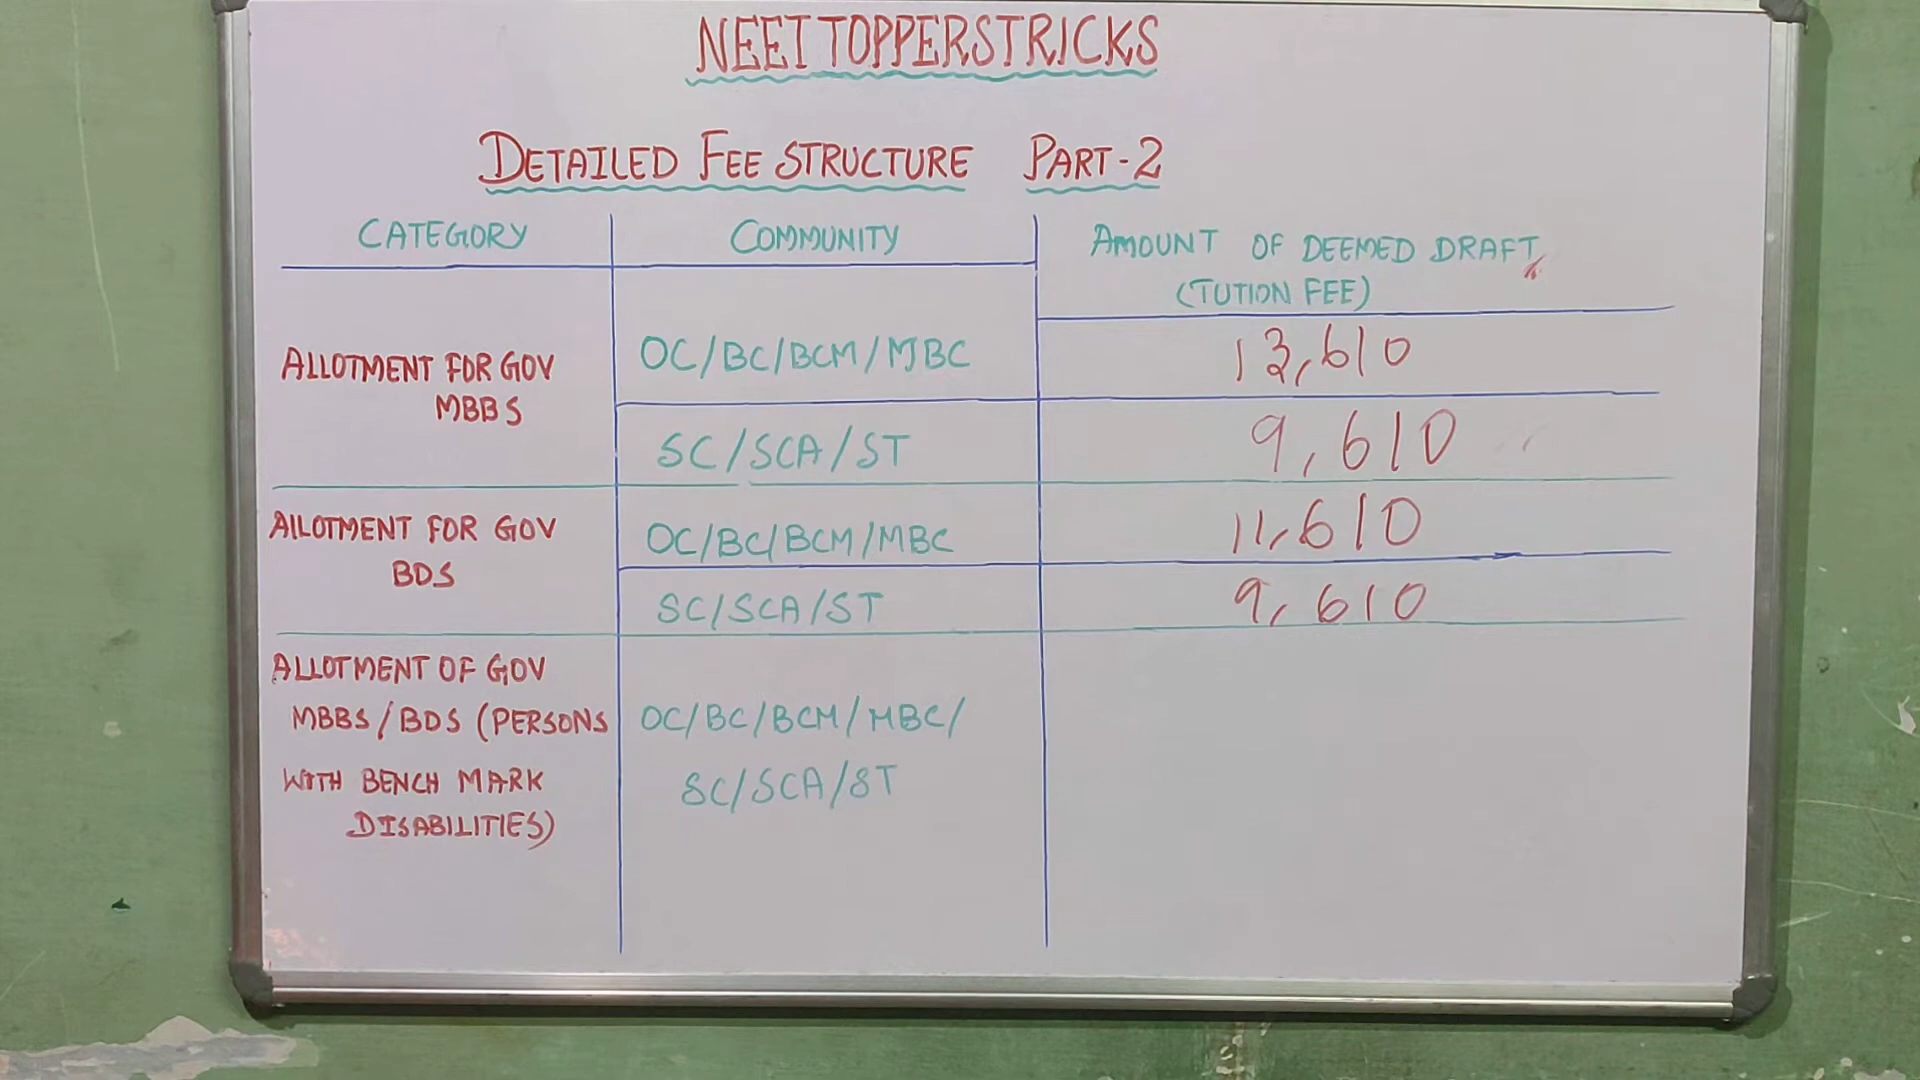 NEETTOPPERSTRICKS
DETAILED FEE STRUCTURE PART-2
CATEGORY
COMMUNITY
AMOUNT OF DEEMED DRAFT
(TUTION FEE)
ALLOTMENT FOR GOV
MBBS
OC/BC/BCM/MBC
13,610
SC/SCA/ST
9,610
ALLOTMENT FOR GOV
BDS
OC/BC/BCM/MBC
11,610
SC/SCA/ST
9,610
ALLOTMENT OF GOV
MBBS/BDS (PERSONS
WITH BENCH MARK
DISABILITIES)
OC/BC/BCM/MBC/
SC/SCA/ST